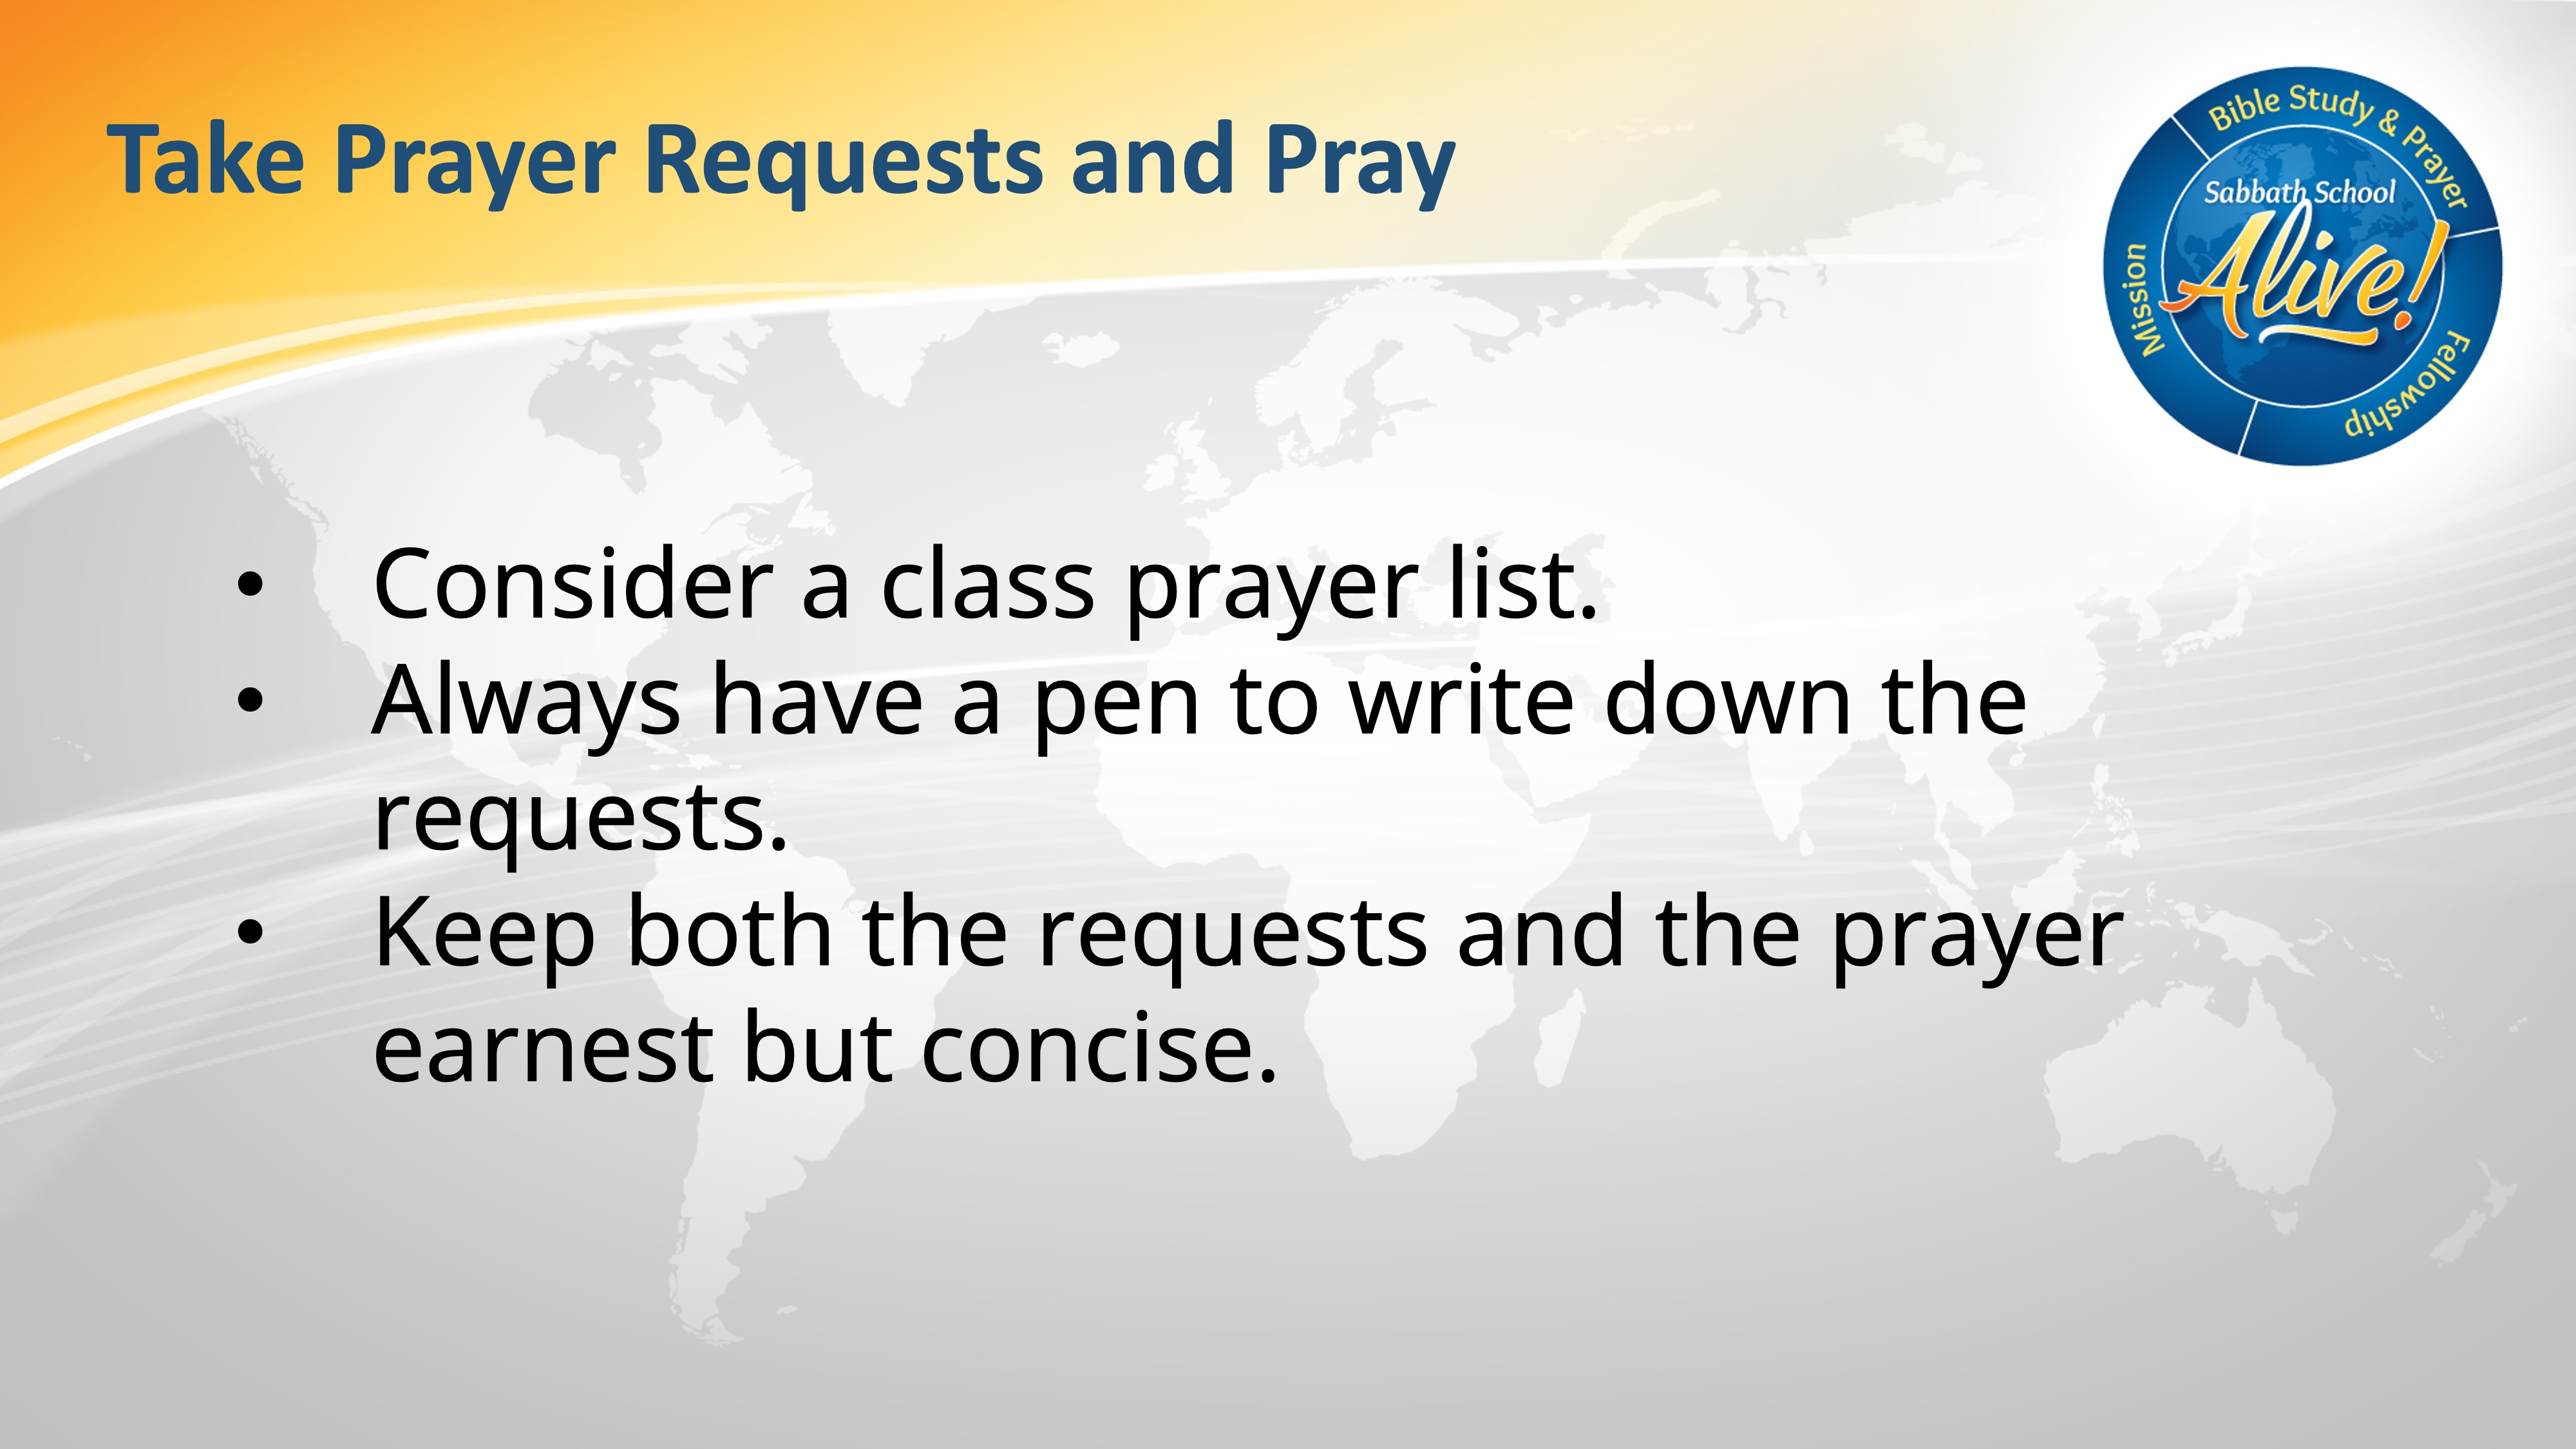 Take Prayer Requests and Pray
Bible Study & Prayer
Sabbath School
Alive!
Mission
Fellowship
• Consider a class prayer list.
• Always have a pen to write down the
requests.
• Keep both the requests and the prayer
earnest but concise.